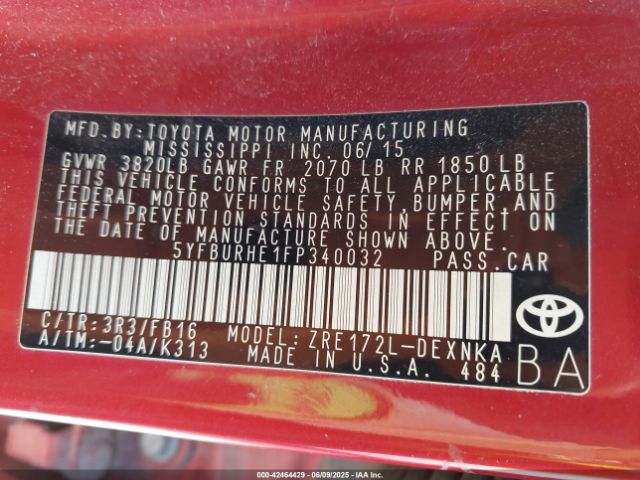 MFD. BY: TOYOTA MOTOR MANUFACTURING
MISSISSIPPI INC. 06/15
GVWR 3820LB GAWR FR 2070 LB RR 1850 LB
THIS VEHICLE CONFORMS TO ALL APPLICABLE
FEDERAL MOTOR VEHICLE SAFETY, BUMPER, AND
THEFT PREVENTION STANDARDS IN EFFECT ON
THE DATE OF MANUFACTURE SHOWN ABOVE.
5YFBURHE1FP340032 PASS. CAR
C/TR: 3R3/FB16 MODEL: ZRE172L-DEXNKA
A/TM: -04A/K313 MADE IN U.S.A. 484
BA
000-42464429 - 06/09/2025 - IAAI.CA